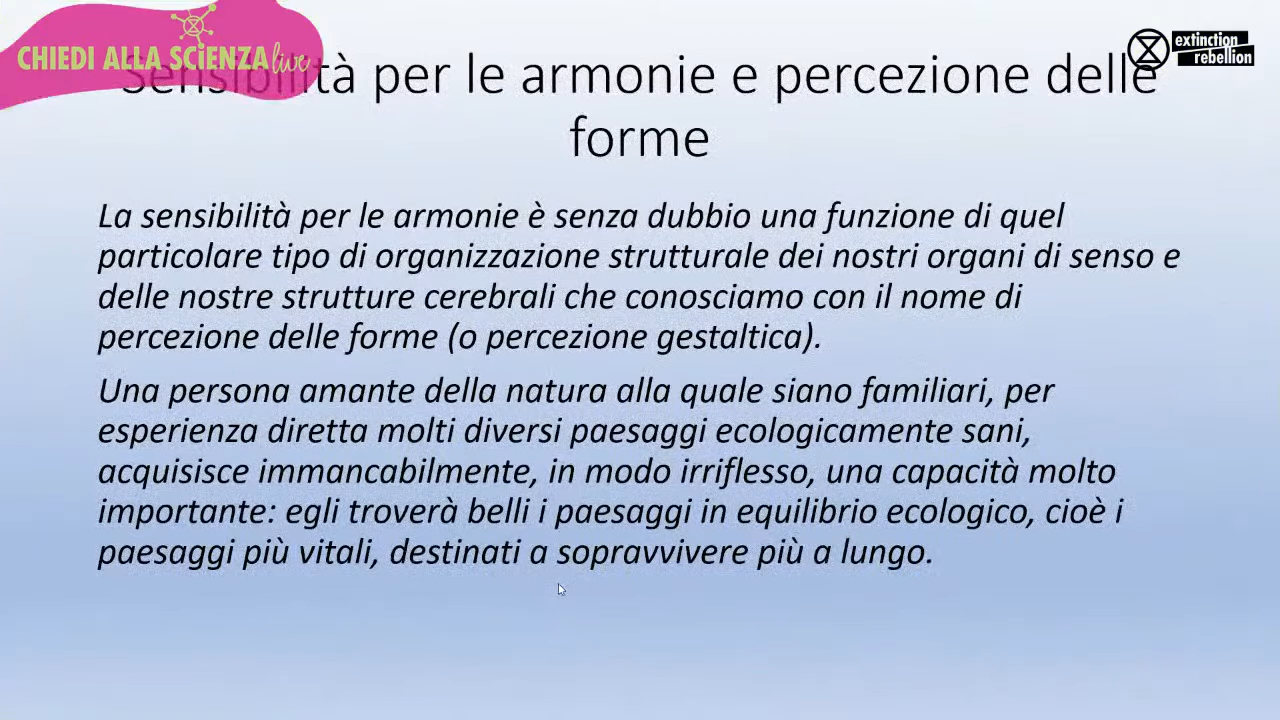 CHIEDI ALLA SCIENZA live
extinction
rebellion
Sensibilità per le armonie e percezione delle
forme
La sensibilità per le armonie è senza dubbio una funzione di quel
particolare tipo di organizzazione strutturale dei nostri organi di senso e
delle nostre strutture cerebrali che conosciamo con il nome di
percezione delle forme (o percezione gestaltica).
Una persona amante della natura alla quale siano familiari, per
esperienza diretta molti diversi paesaggi ecologicamente sani,
acquisisce immancabilmente, in modo irriflesso, una capacità molto
importante: egli troverà belli i paesaggi in equilibrio ecologico, cioè i
paesaggi più vitali, destinati a sopravvivere più a lungo.